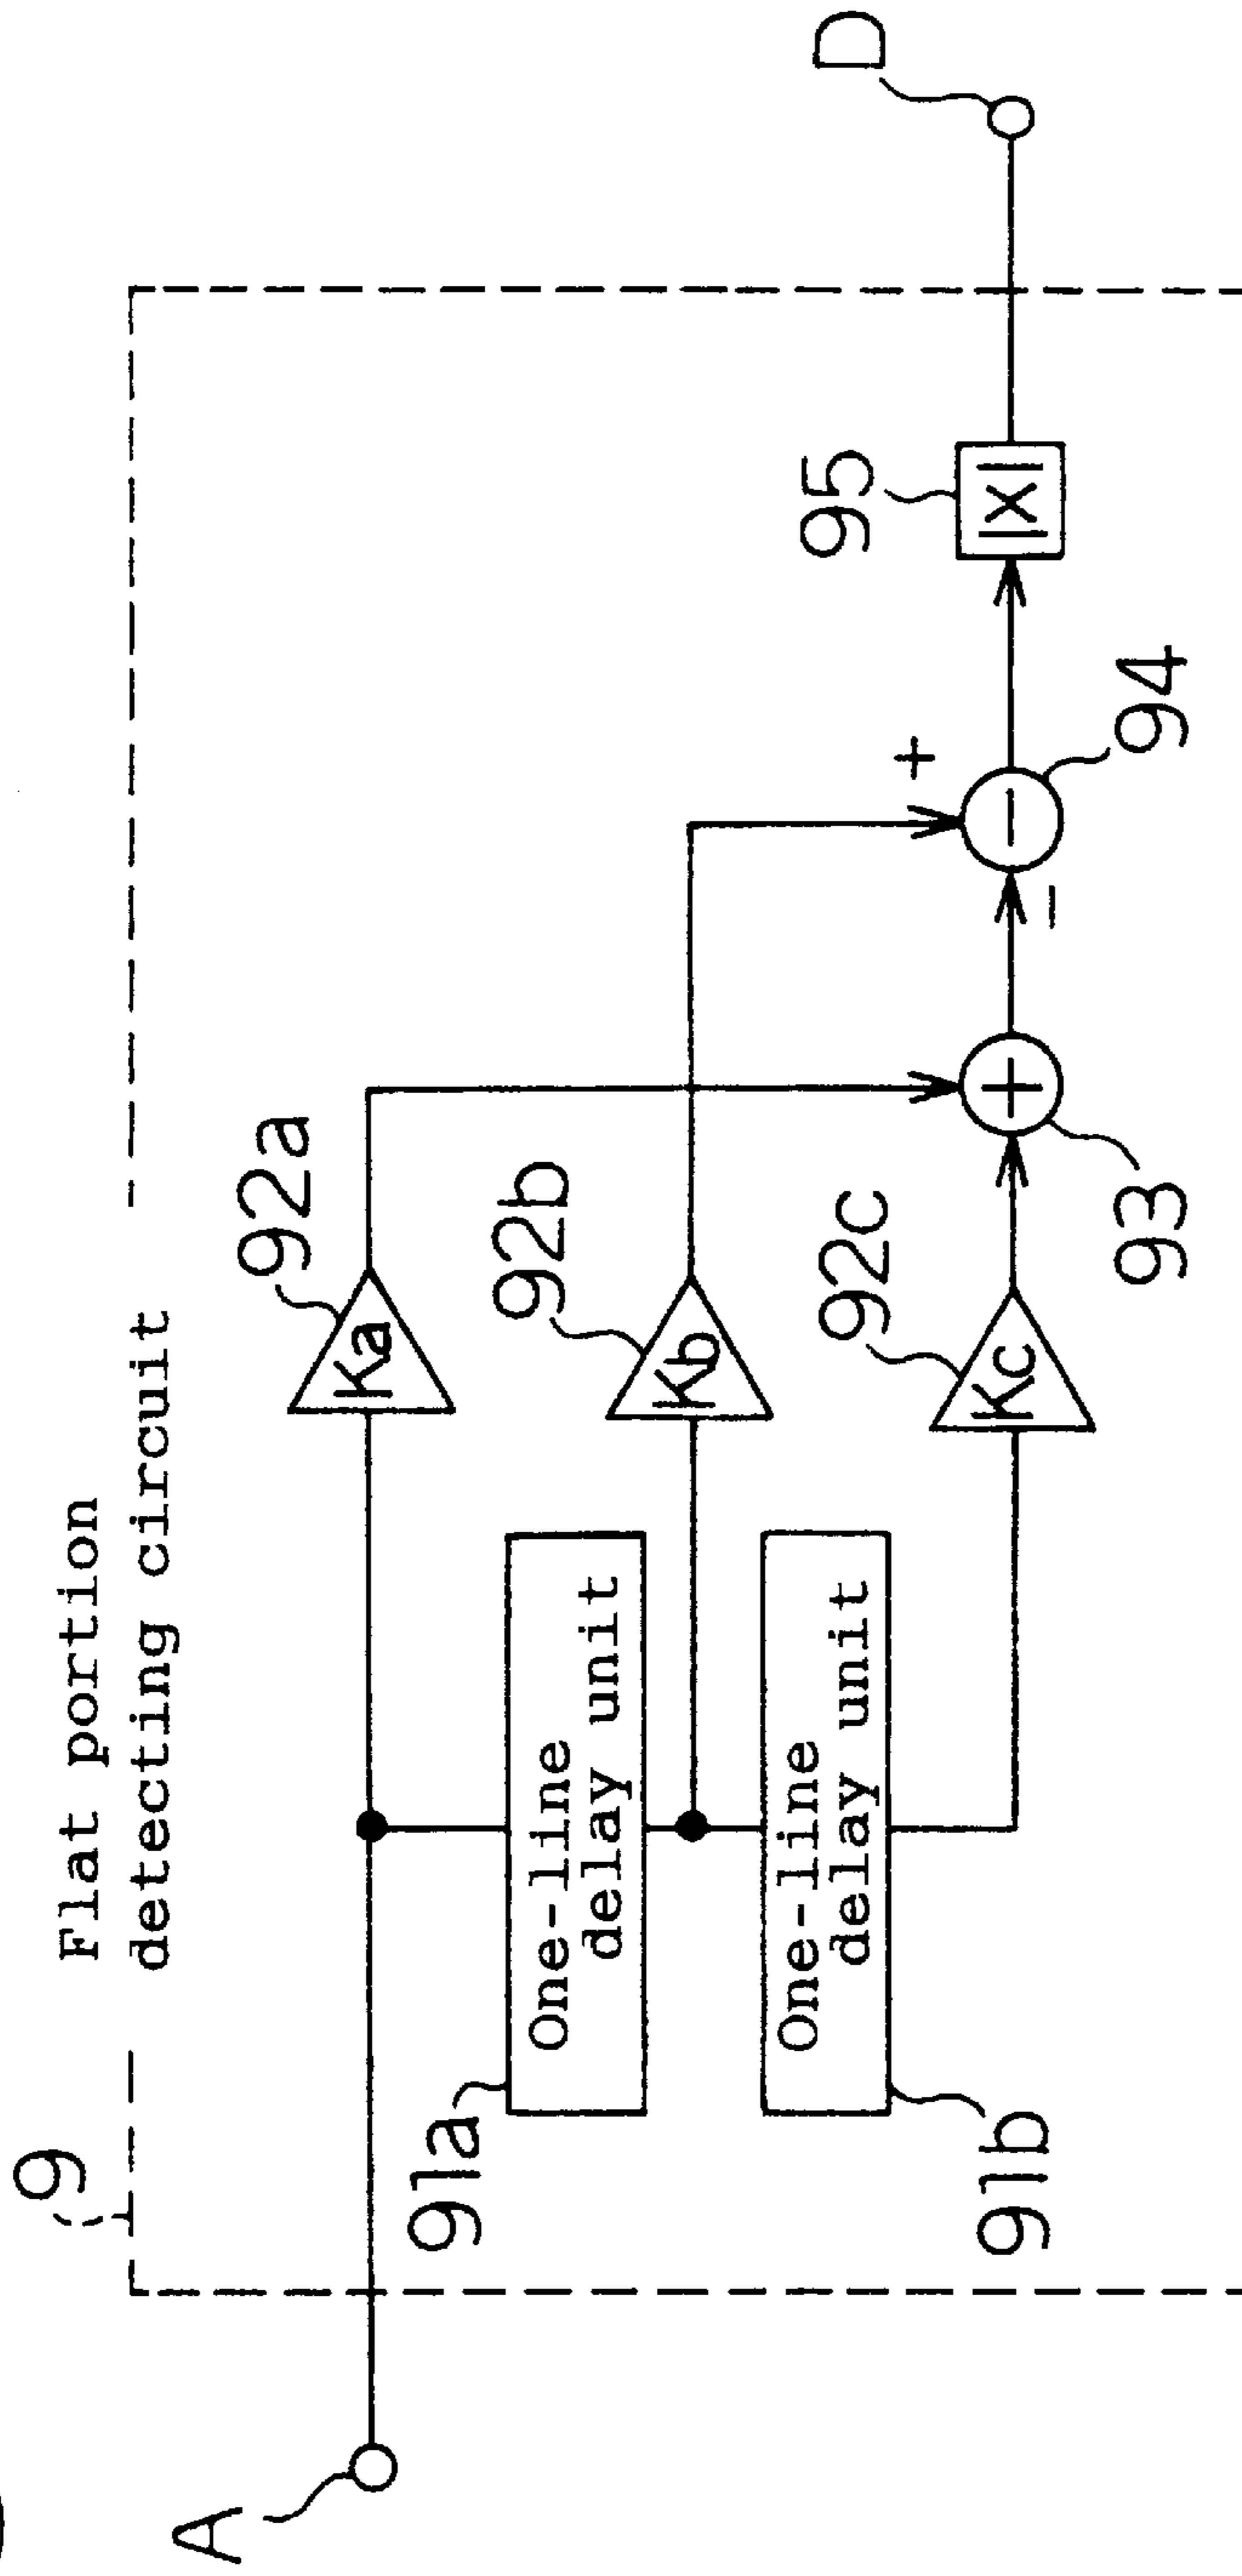 9
Flat portion
detecting circuit
A
D
92a
Ka
91a
One-line
delay unit
92b
Kb
91b
One-line
delay unit
92c
Kc
+
93
+
−
−
94
|X|
95